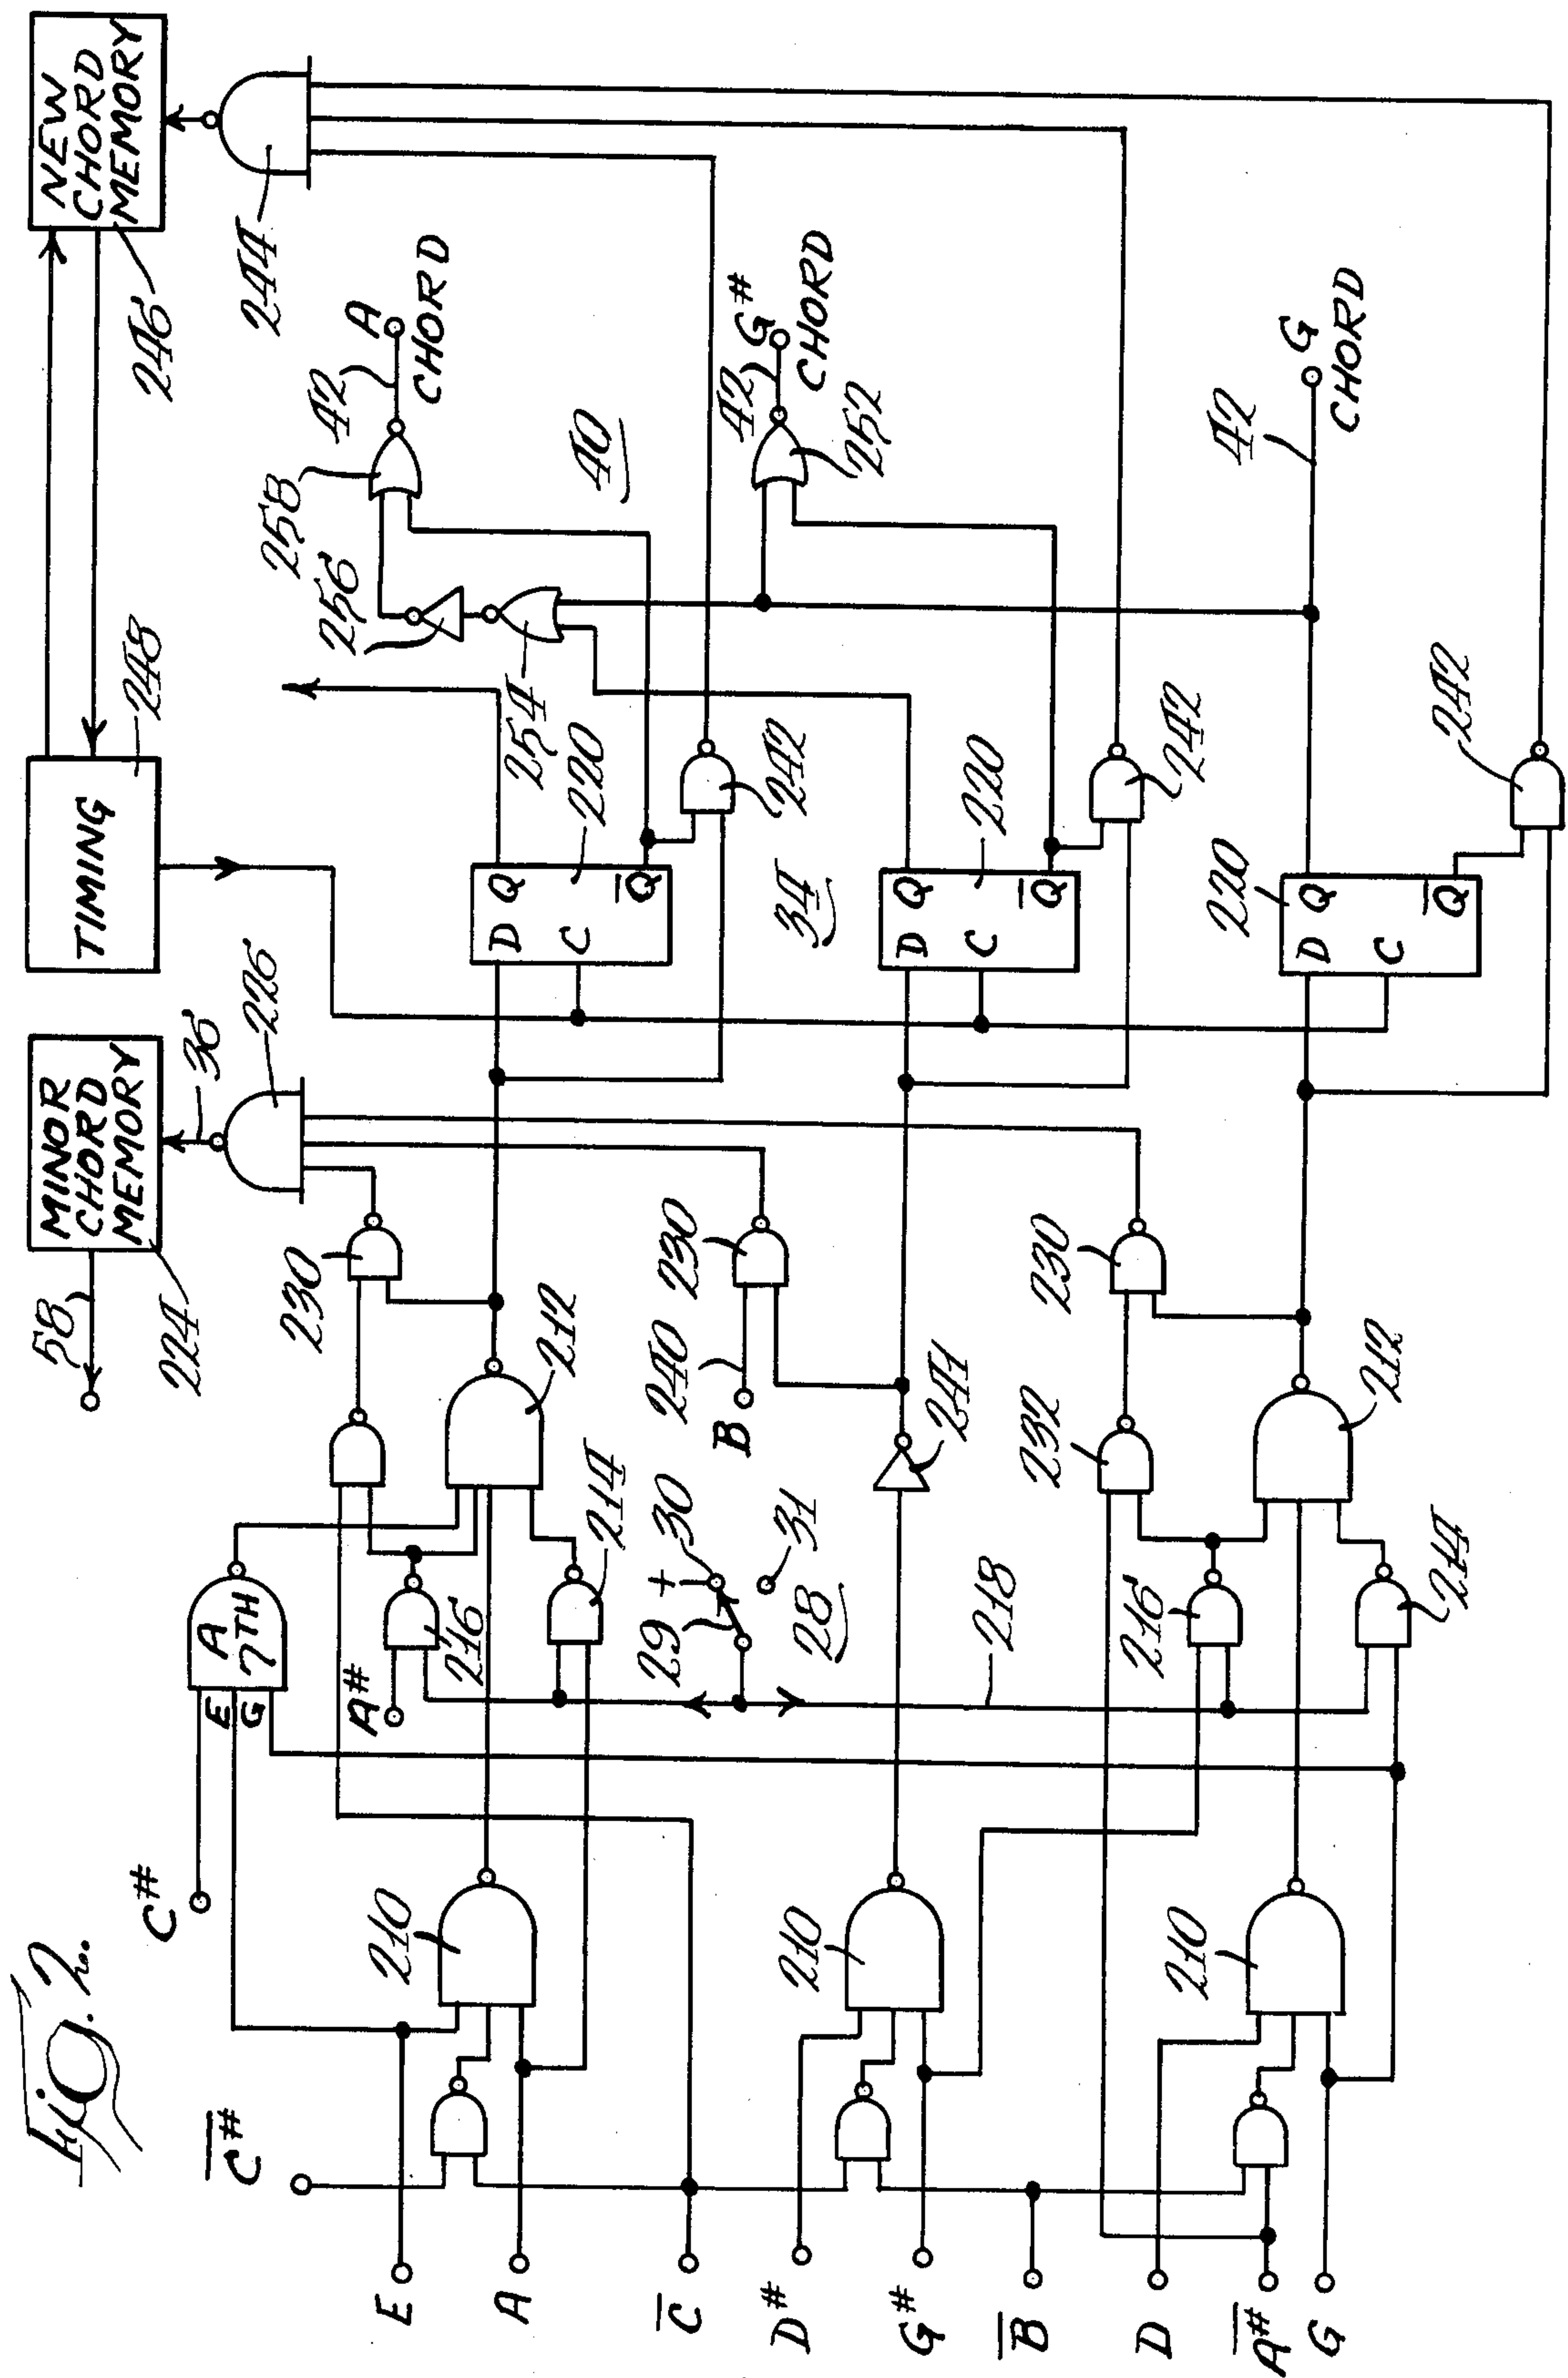 Fig. 2.
NEW
CHORD
MEMORY
246
244
TIMING
248
MINOR
CHORD
MEMORY
58
224
36
226
A
CHORD
42
258
256
254
40
G#
CHORD
42
252
G
CHORD
42
D Q
C Q̅
220
242
34
D Q
C Q̅
220
242
D Q
C Q̅
220
242
230
212
230
240
B
241
230
232
212
A
7TH
E
G
C#
A#
216
214
+
30
29
31
28
218
216
214
210
210
210
C̅#̅
E
A
C̅
D#
G#
B̅
D
A̅#̅
G